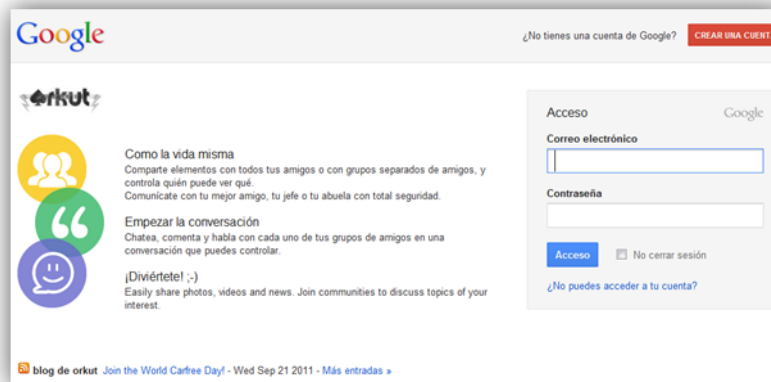 Google
¿No tienes una cuenta de Google? CREAR UNA CUENT
orkut
Como la vida misma
Comparte elementos con todos tus amigos o con grupos separados de amigos, y
controla quién puede ver qué.
Comunícate con tu mejor amigo, tu jefe o tu abuela con total seguridad.
Empezar la conversación
Chatea, comenta y habla con cada uno de tus grupos de amigos en una
conversación que puedes controlar.
¡Diviértete! ;-)
Easily share photos, videos and news. Join communities to discuss topics of your
interest.
Acceso Google
Correo electrónico
Contraseña
Acceso No cerrar sesión
¿No puedes acceder a tu cuenta?
blog de orkut Join the World Carfree Day! - Wed Sep 21 2011 - Más entradas »